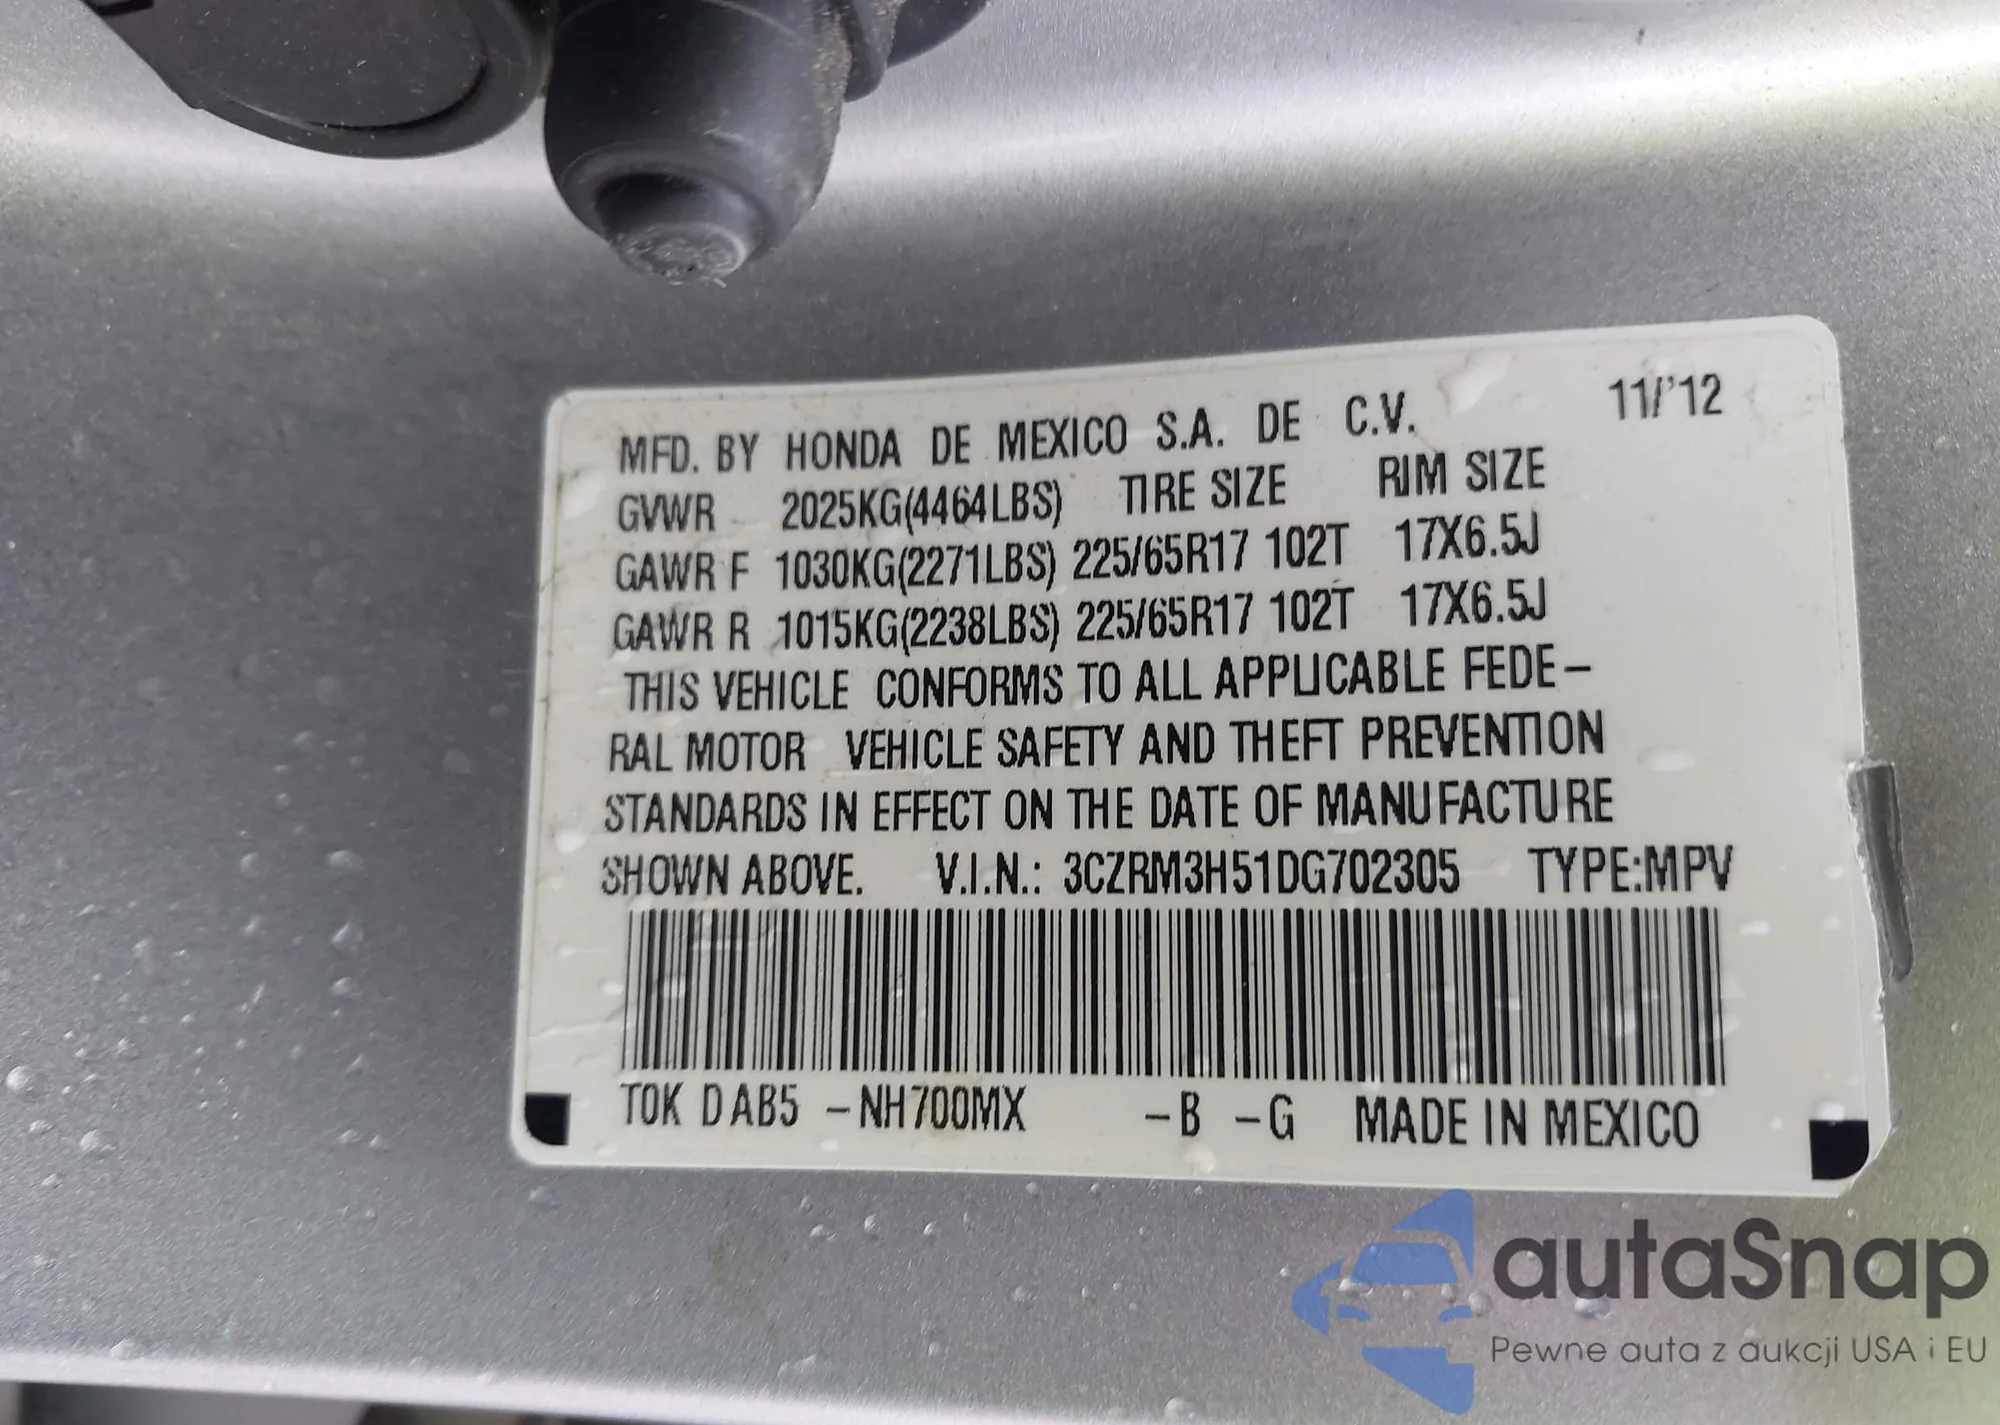 MFD. BY HONDA DE MEXICO S.A. DE C.V. 11/'12
GVWR 2025KG(4464LBS) TIRE SIZE RIM SIZE
GAWR F 1030KG(2271LBS) 225/65R17 102T 17X6.5J
GAWR R 1015KG(2238LBS) 225/65R17 102T 17X6.5J
THIS VEHICLE CONFORMS TO ALL APPLICABLE FEDE–
RAL MOTOR VEHICLE SAFETY AND THEFT PREVENTION
STANDARDS IN EFFECT ON THE DATE OF MANUFACTURE
SHOWN ABOVE. V.I.N.: 3CZRM3H51DG702305 TYPE:MPV
T0K D AB5 –NH700MX –B –G MADE IN MEXICO
autaSnap
Pewne auta z aukcji USA i EU